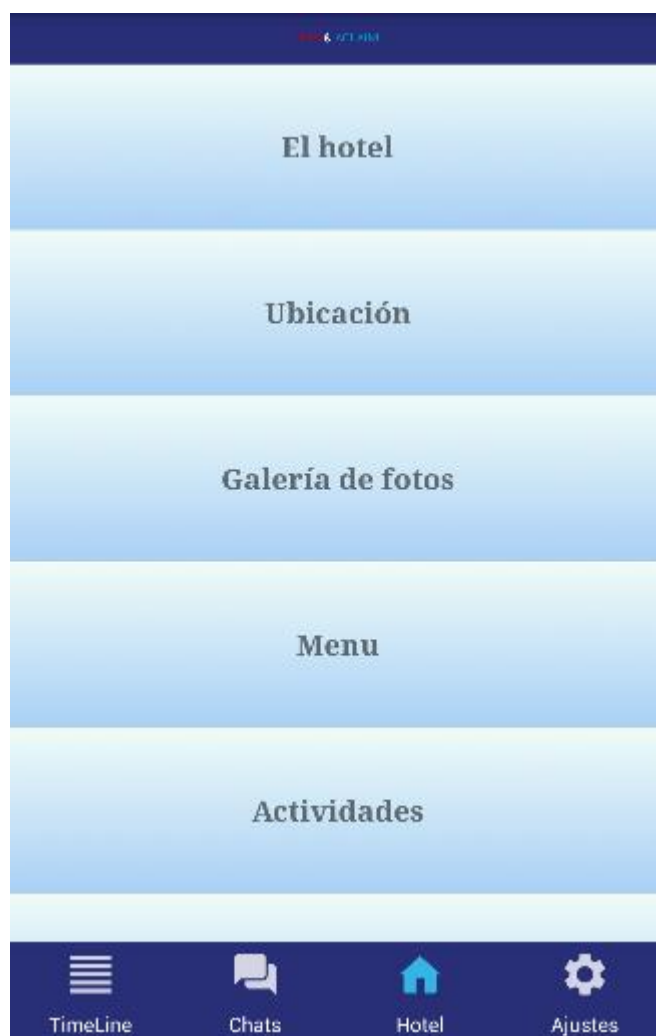 El hotel
Ubicación
Galería de fotos
Menu
Actividades
TimeLine
Chats
Hotel
Ajustes